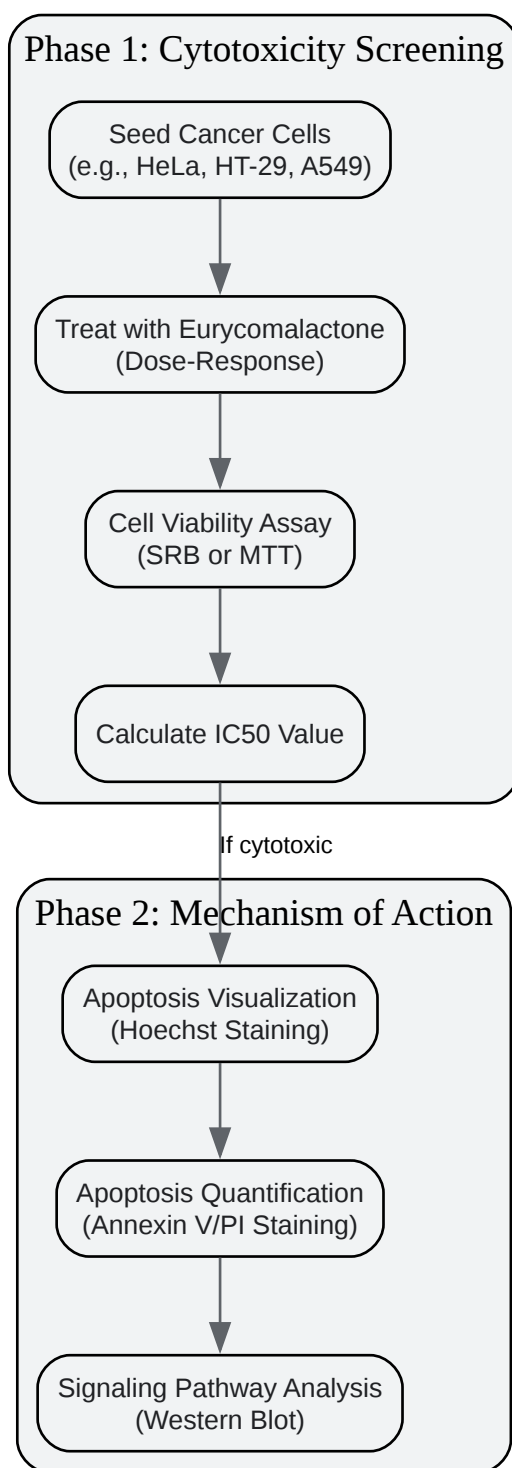 Phase 1: Cytotoxicity Screening
Seed Cancer Cells
(e.g., HeLa, HT-29, A549)
Treat with Eurycomalactone
(Dose-Response)
Cell Viability Assay
(SRB or MTT)
Calculate IC50 Value
If cytotoxic
Phase 2: Mechanism of Action
Apoptosis Visualization
(Hoechst Staining)
Apoptosis Quantification
(Annexin V/PI Staining)
Signaling Pathway Analysis
(Western Blot)